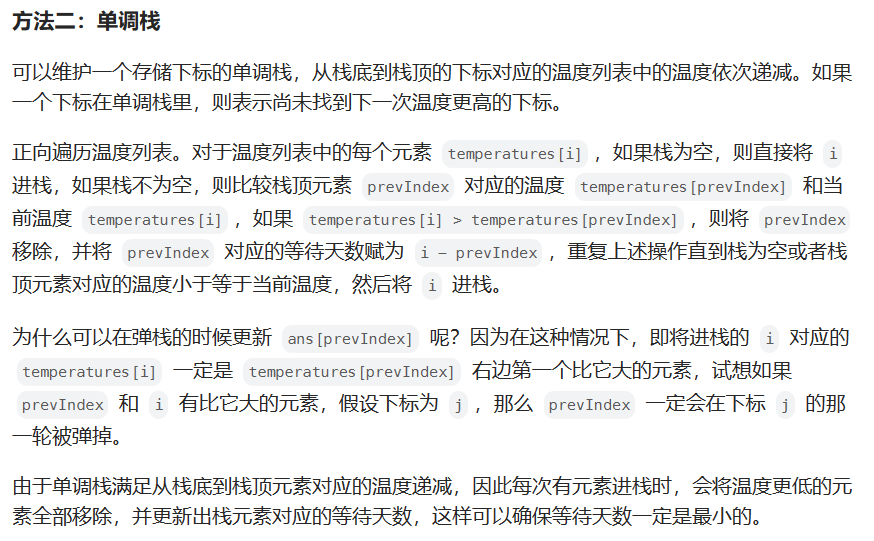 方法二：单调栈
可以维护一个存储下标的单调栈，从栈底到栈顶的下标对应的温度列表中的温度依次递减。如果
一个下标在单调栈里，则表示尚未找到下一次温度更高的下标。
正向遍历温度列表。对于温度列表中的每个元素 temperatures[i] ，如果栈为空，则直接将 i
进栈，如果栈不为空，则比较栈顶元素 prevIndex 对应的温度 temperatures[prevIndex] 和当
前温度 temperatures[i] ，如果 temperatures[i] > temperatures[prevIndex] ，则将 prevIndex
移除，并将 prevIndex 对应的等待天数赋为 i - prevIndex ，重复上述操作直到栈为空或者栈
顶元素对应的温度小于等于当前温度，然后将 i 进栈。
为什么可以在弹栈的时候更新 ans[prevIndex] 呢？因为在这种情况下，即将进栈的 i 对应的
temperatures[i] 一定是 temperatures[prevIndex] 右边第一个比它大的元素，试想如果
prevIndex 和 i 有比它大的元素，假设下标为 j ，那么 prevIndex 一定会在下标 j 的那
一轮被弹掉。
由于单调栈满足从栈底到栈顶元素对应的温度递减，因此每次有元素进栈时，会将温度更低的元
素全部移除，并更新出栈元素对应的等待天数，这样可以确保等待天数一定是最小的。